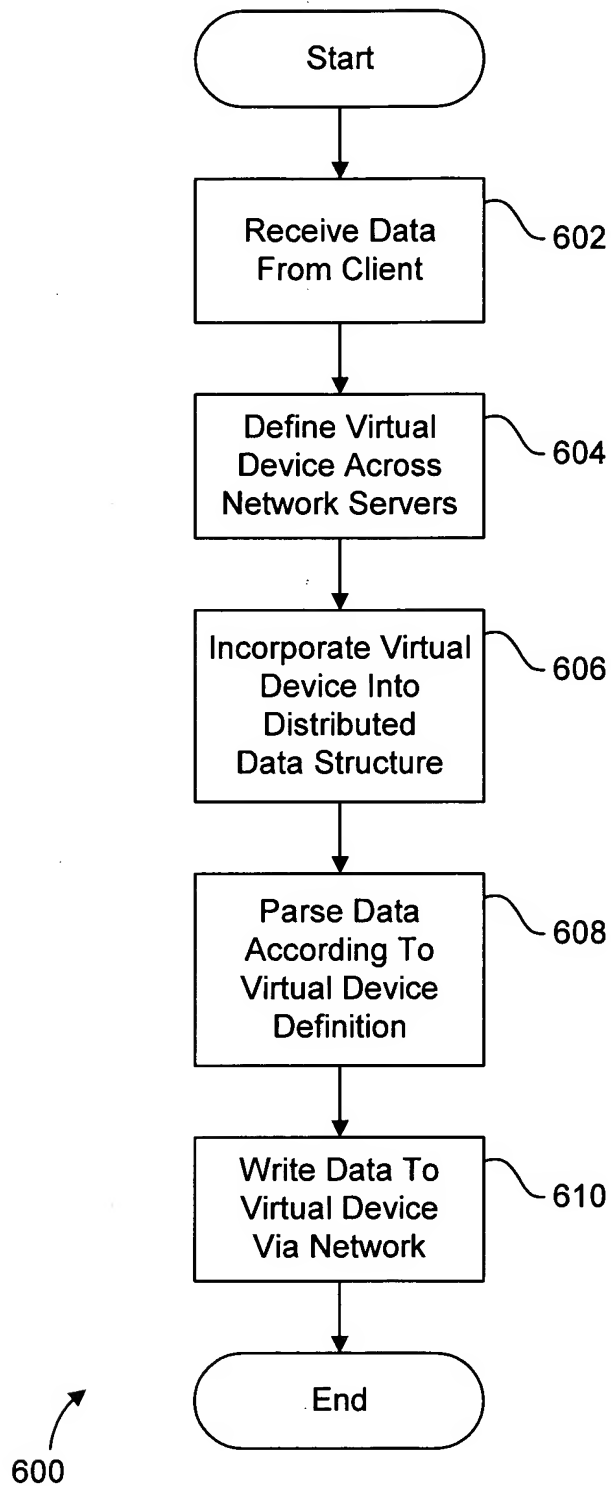 Start
Receive Data
From Client
602
Define Virtual
Device Across
Network Servers
604
Incorporate Virtual
Device Into
Distributed
Data Structure
606
Parse Data
According To
Virtual Device
Definition
608
Write Data To
Virtual Device
Via Network
610
End
600